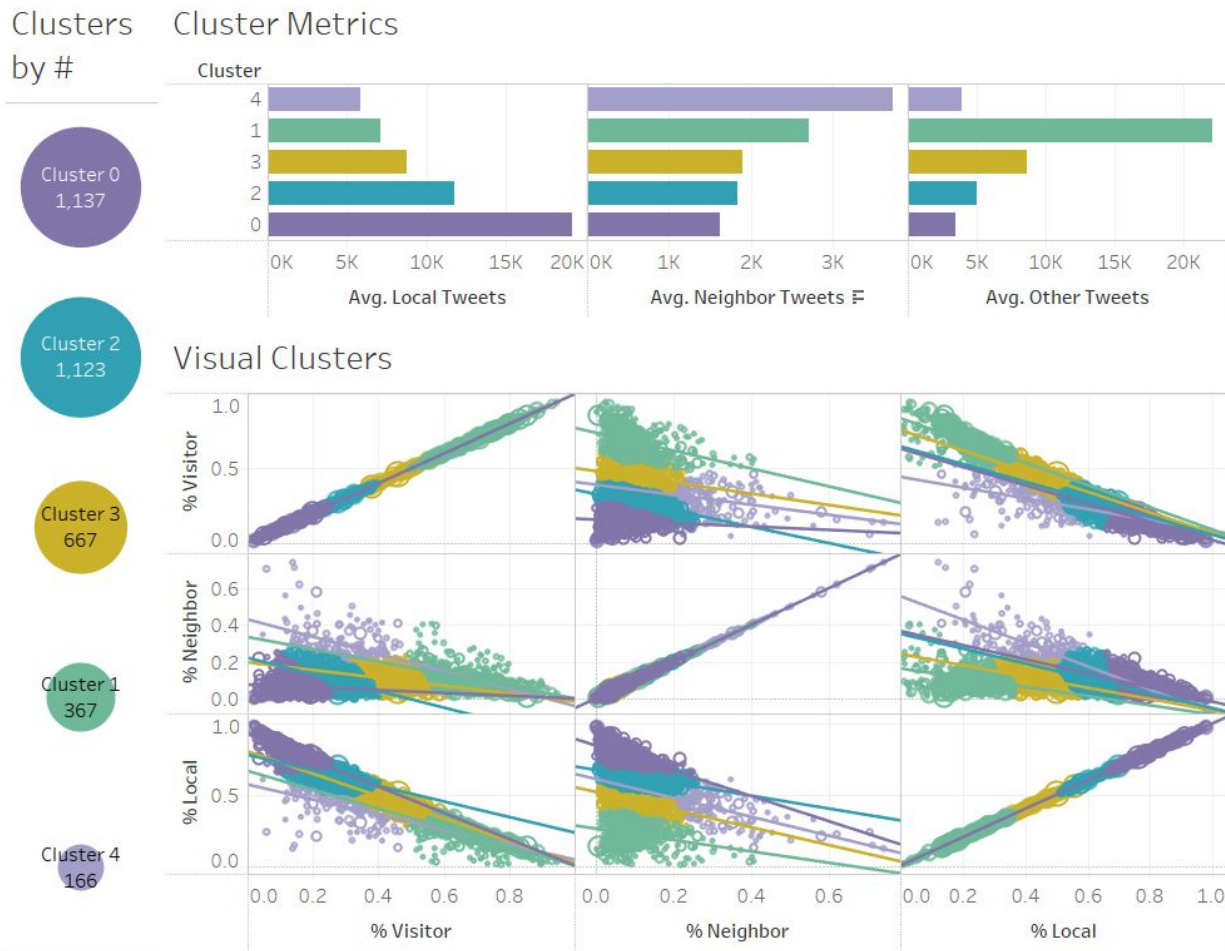 Clusters
by #
Cluster 0
1,137
Cluster 2
1,123
Cluster 3
667
Cluster 1
367
Cluster 4
166
Cluster Metrics
Cluster
4
1
3
2
0
0K 5K 10K 15K 20K
0K 1K 2K 3K
0K 5K 10K 15K 20K
Avg. Local Tweets
Avg. Neighbor Tweets
Avg. Other Tweets
Visual Clusters
% Visitor
1.0
0.5
0.0
% Neighbor
0.6
0.4
0.2
0.0
% Local
1.0
0.5
0.0
0.0 0.2 0.4 0.6 0.8
0.0 0.2 0.4 0.6
0.0 0.2 0.4 0.6 0.8 1.0
% Visitor
% Neighbor
% Local